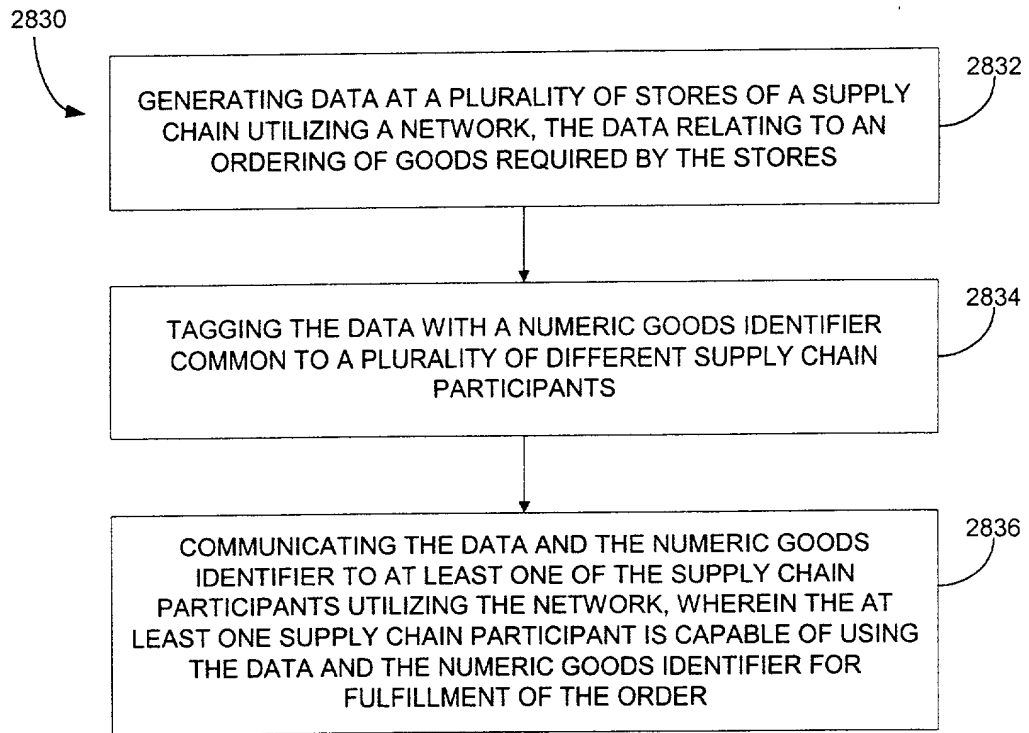 2830
2832
GENERATING DATA AT A PLURALITY OF STORES OF A SUPPLY
CHAIN UTILIZING A NETWORK, THE DATA RELATING TO AN
ORDERING OF GOODS REQUIRED BY THE STORES
2834
TAGGING THE DATA WITH A NUMERIC GOODS IDENTIFIER
COMMON TO A PLURALITY OF DIFFERENT SUPPLY CHAIN
PARTICIPANTS
2836
COMMUNICATING THE DATA AND THE NUMERIC GOODS
IDENTIFIER TO AT LEAST ONE OF THE SUPPLY CHAIN
PARTICIPANTS UTILIZING THE NETWORK, WHEREIN THE AT
LEAST ONE SUPPLY CHAIN PARTICIPANT IS CAPABLE OF USING
THE DATA AND THE NUMERIC GOODS IDENTIFIER FOR
FULFILLMENT OF THE ORDER